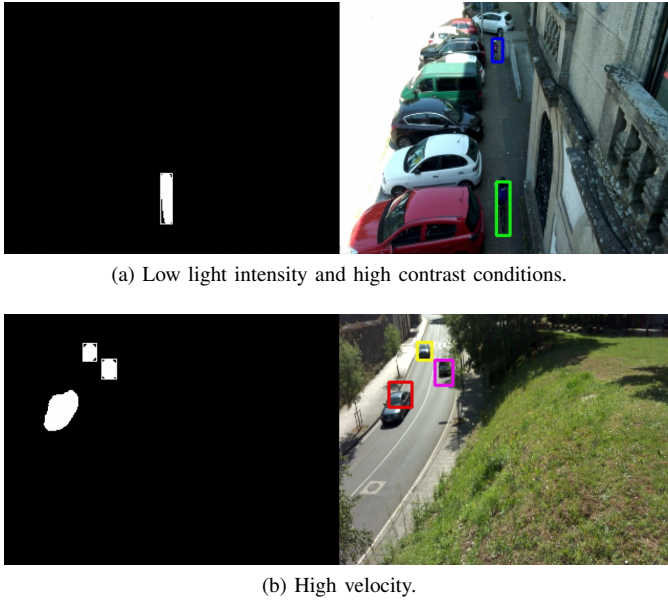 (a) Low light intensity and high contrast conditions.
(b) High velocity.